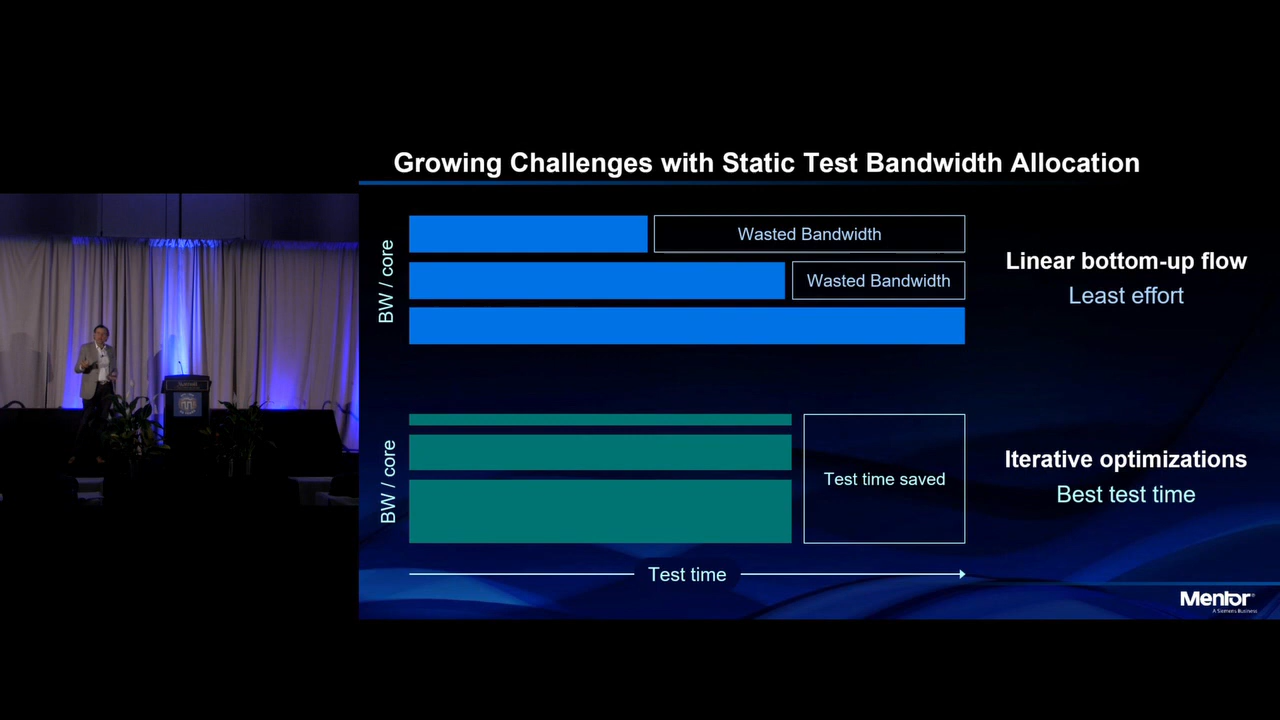 Growing Challenges with Static Test Bandwidth Allocation
BW / core
Wasted Bandwidth
Wasted Bandwidth
Linear bottom-up flow
Least effort
BW / core
Test time saved
Iterative optimizations
Best test time
Test time
Mentor®
A Siemens Business